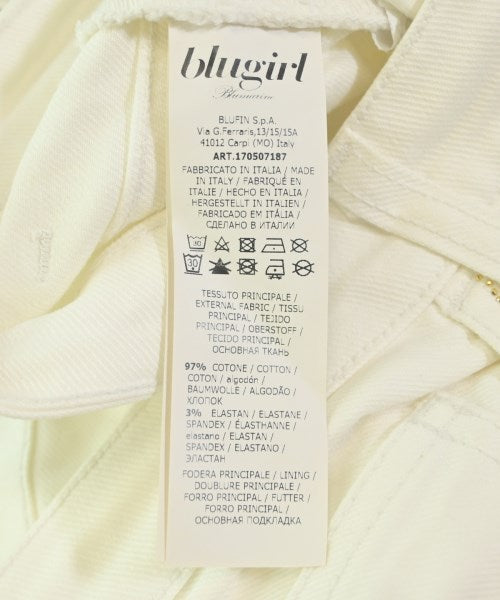 blugirl
Blumarine
BLUFIN S.p.A.
Via G.Ferraris,13/15/15A
41012 Carpi (MO) Italy
ART.170507187
FABBRICATO IN ITALIA / MADE
IN ITALY / FABRIQUÉ EN
ITALIE / HECHO EN ITALIA /
HERGESTELLT IN ITALIEN /
FABRICADO EM ITÁLIA /
СДЕЛАНО В ИТАЛИИ
30
TESSUTO PRINCIPALE /
EXTERNAL FABRIC / TISSU
PRINCIPAL / TEJIDO
PRINCIPAL / OBERSTOFF /
TECIDO PRINCIPAL /
ОСНОВНАЯ ТКАНЬ
97% COTONE / COTTON /
COTON / algodón /
BAUMWOLLE / ALGODÃO /
ХЛОПОК
3% ELASTAN / ELASTANE /
SPANDEX / ÉLASTHANNE /
elastano / ELASTAN /
SPANDEX / ELASTANO /
ЭЛАСТАН
FODERA PRINCIPALE / LINING /
DOUBLURE PRINCIPALE /
FORRO PRINCIPAL / FUTTER /
FORRO PRINCIPAL /
ОСНОВНАЯ ПОДКЛАДКА